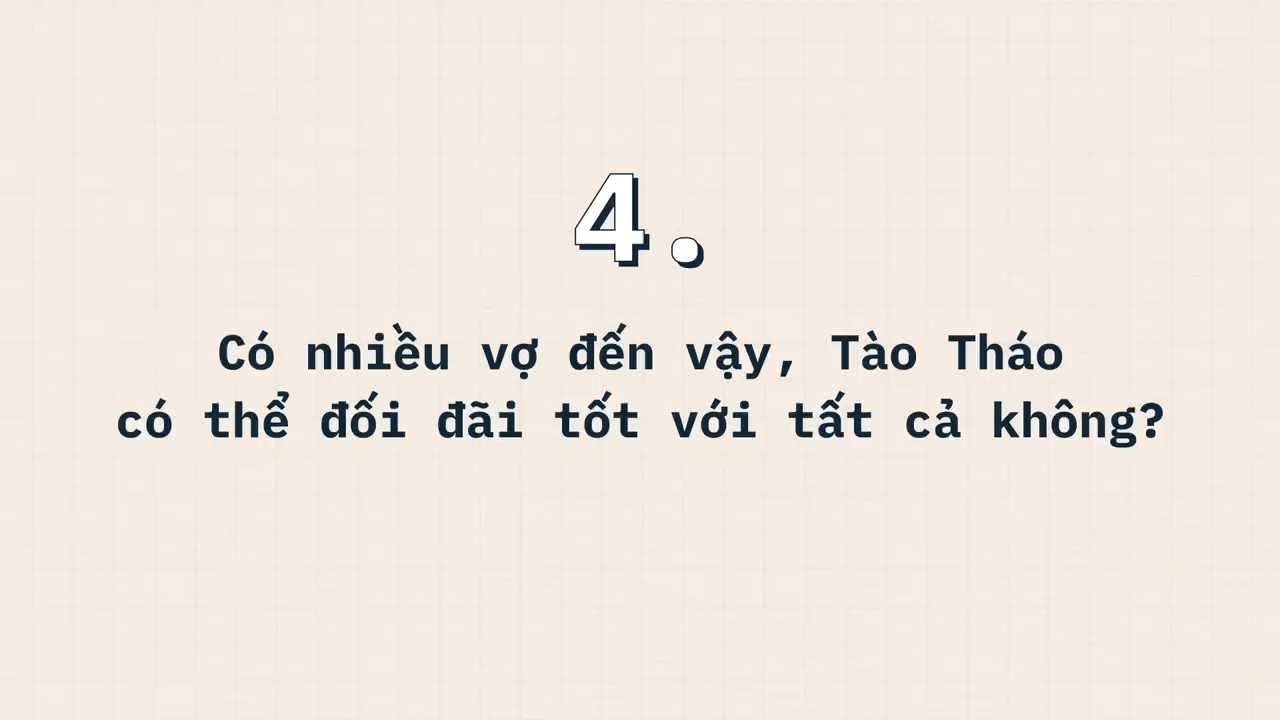 4.
Có nhiều vợ đến vậy, Tào Tháo
có thể đối đãi tốt với tất cả không?